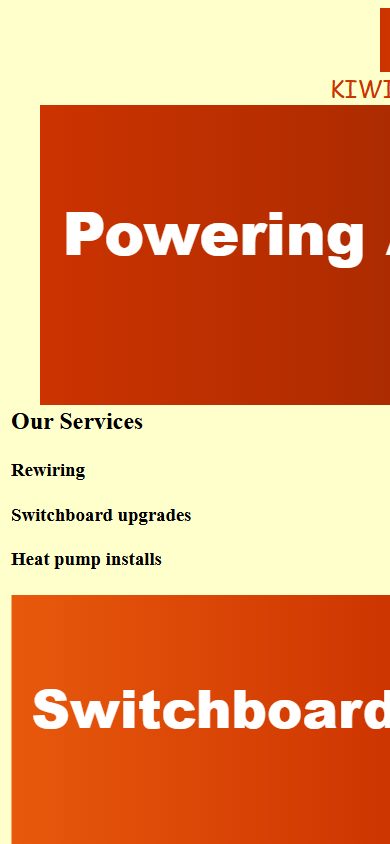 KIWI
Powering
Our Services
Rewiring
Switchboard upgrades
Heat pump installs
Switchboard